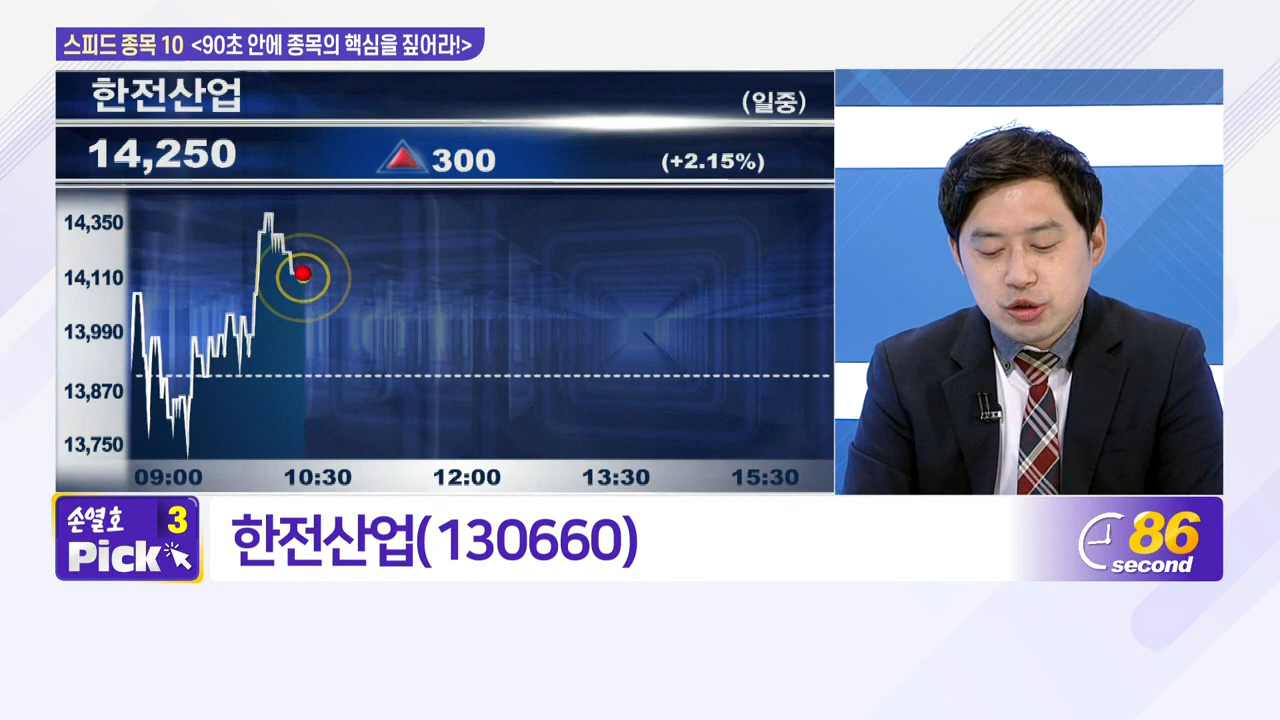 스피드 종목 10 <90초 안에 종목의 핵심을 짚어라!>
한전산업
(일중)
14,250 300 (+2.15%)
14,350
14,110
13,990
13,870
13,750
09:00 10:30 12:00 13:30 15:30
손열호 3
Pick
한전산업(130660)
86
second